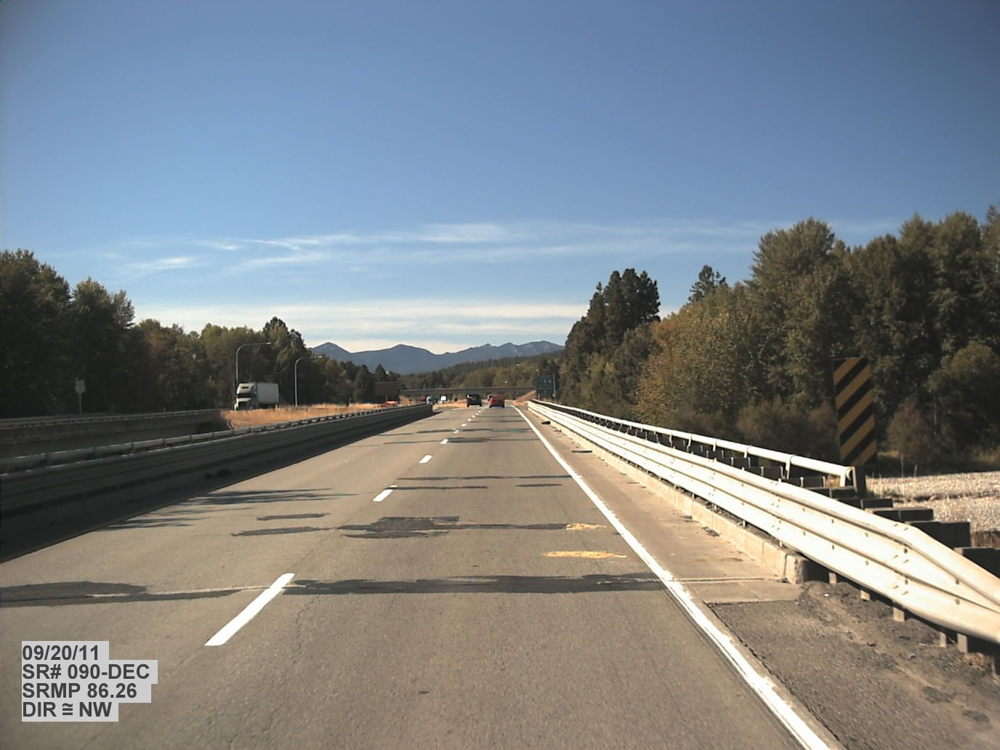 09/20/11
SR# 090-DEC
SRMP 86.26
DIR ≅ NW